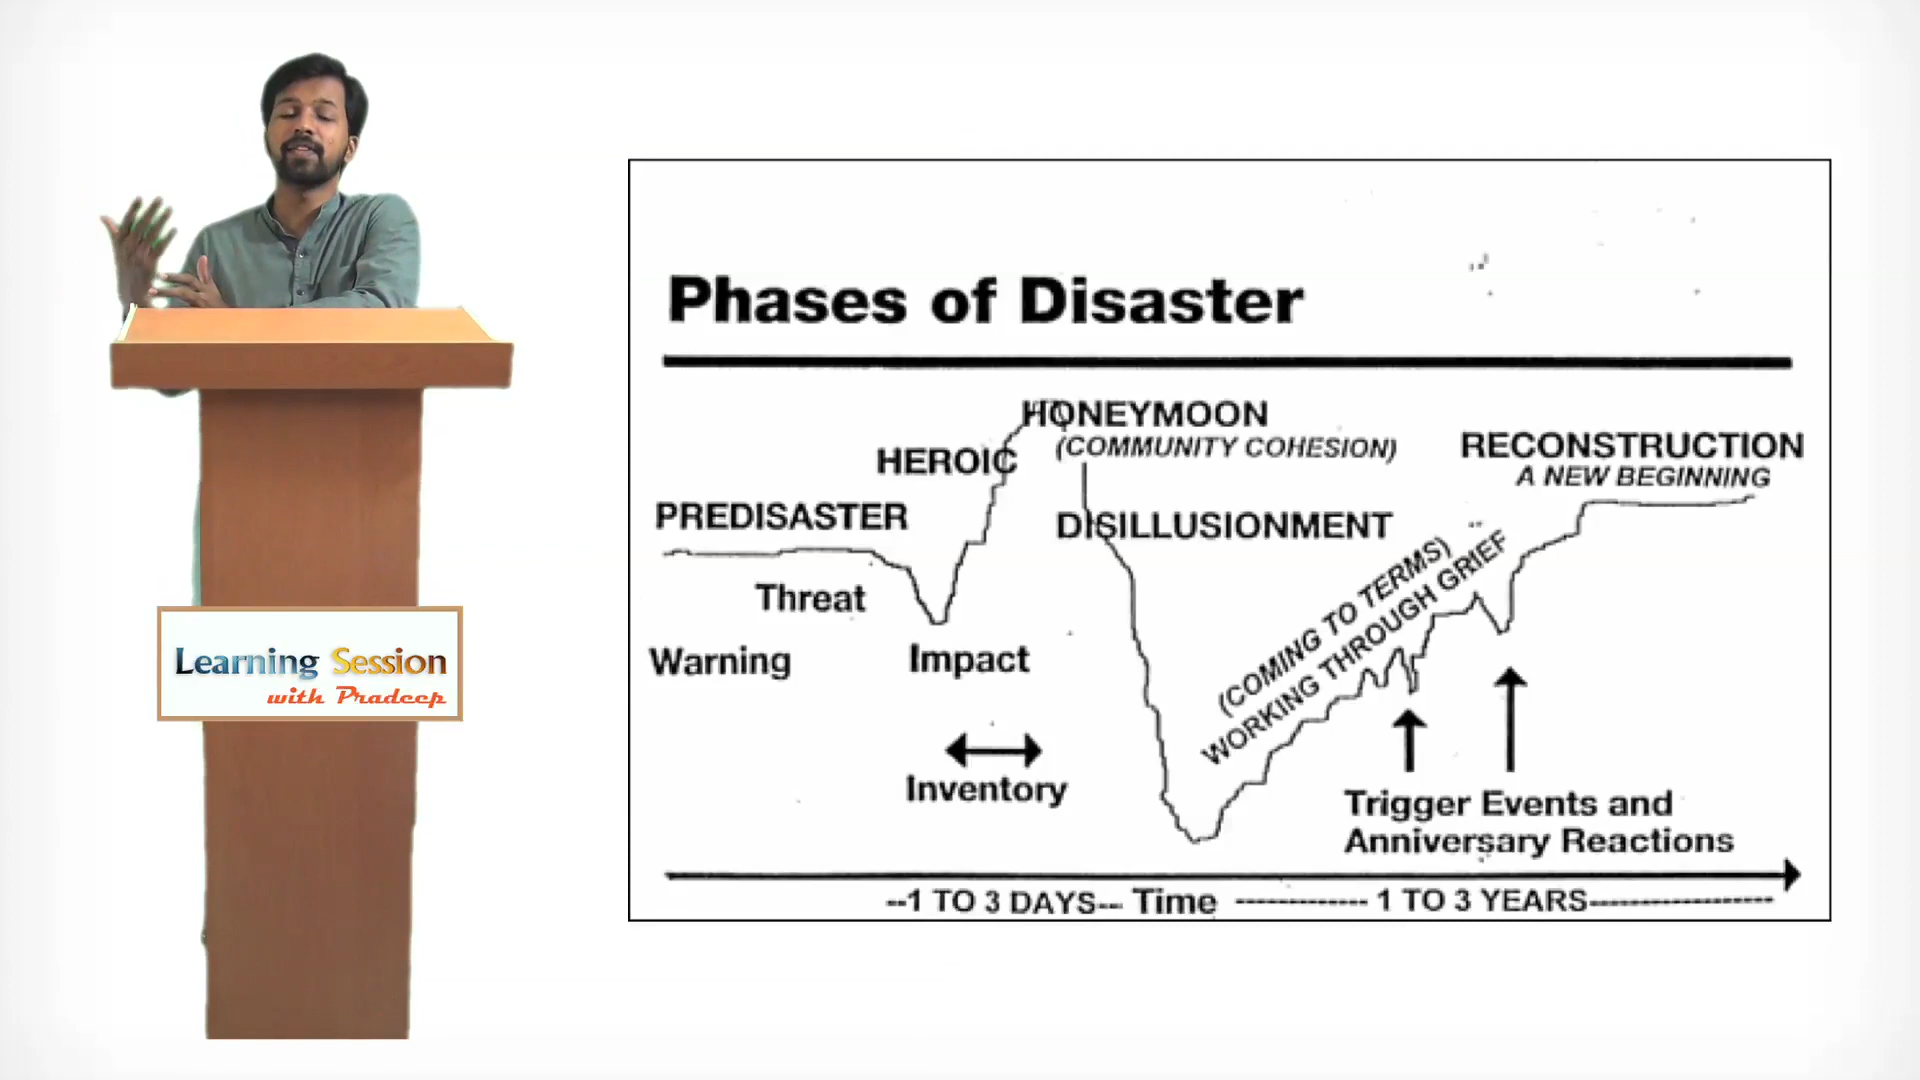 Learning Session
with Pradeep
Phases of Disaster
HONEYMOON
(COMMUNITY COHESION)
HEROIC
RECONSTRUCTION
A NEW BEGINNING
PREDISASTER
DISILLUSIONMENT
Threat
(COMING TO TERMS)
WORKING THROUGH GRIEF
Warning
Impact
Inventory
Trigger Events and
Anniversary Reactions
--1 TO 3 DAYS-- Time ------------- 1 TO 3 YEARS------------------